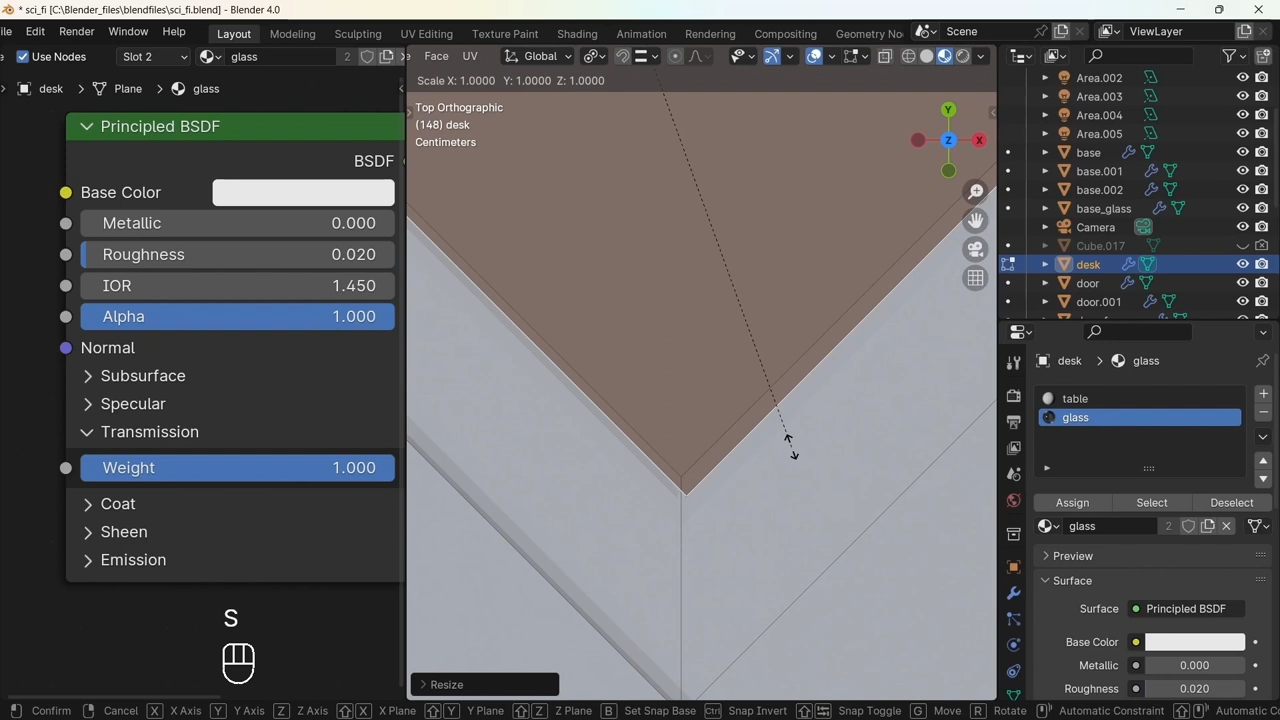 * sci_fi [C:\Blender_files\blendfiles\sci_fi.blend] - Blender 4.0
ile Edit Render Window Help Layout Modeling Sculpting UV Editing Texture Paint Shading Animation Rendering Compositing Geometry No Scene ViewLayer
Use Nodes Slot 2 glass 2 Face UV Global
Scale X: 1.0000 Y: 1.0000 Z: 1.0000
desk > Plane > glass
Top Orthographic
(148) desk
Centimeters
Principled BSDF
BSDF
Base Color
Metallic 0.000
Roughness 0.020
IOR 1.450
Alpha 1.000
Normal
Subsurface
Specular
Transmission
Weight 1.000
Coat
Sheen
Emission
S
Y
Z
X
> Resize
Area.002
Area.003
Area.004
Area.005
base
base.001
base.002
base_glass
Camera
Cube.017
desk
door
door.001
desk > glass
table
glass
Assign Select Deselect
glass 2
Preview
Surface
Surface Principled BSDF
Base Color
Metallic 0.000
Roughness 0.020
Confirm Cancel X X Axis Y Y Axis Z Z Axis X X Plane Y Y Plane Z Z Plane B Set Snap Base Ctrl Snap Invert Snap Toggle G Move R Rotate Automatic Constraint Automatic Co